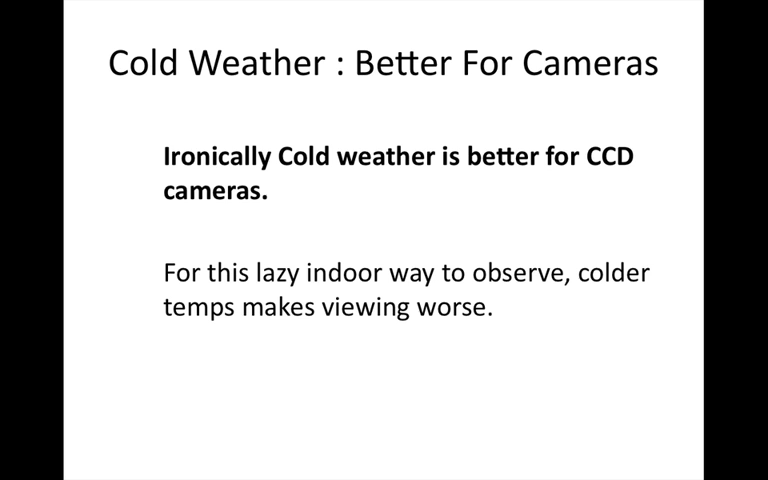 Cold Weather : Better For Cameras
Ironically Cold weather is better for CCD
cameras.
For this lazy indoor way to observe, colder
temps makes viewing worse.